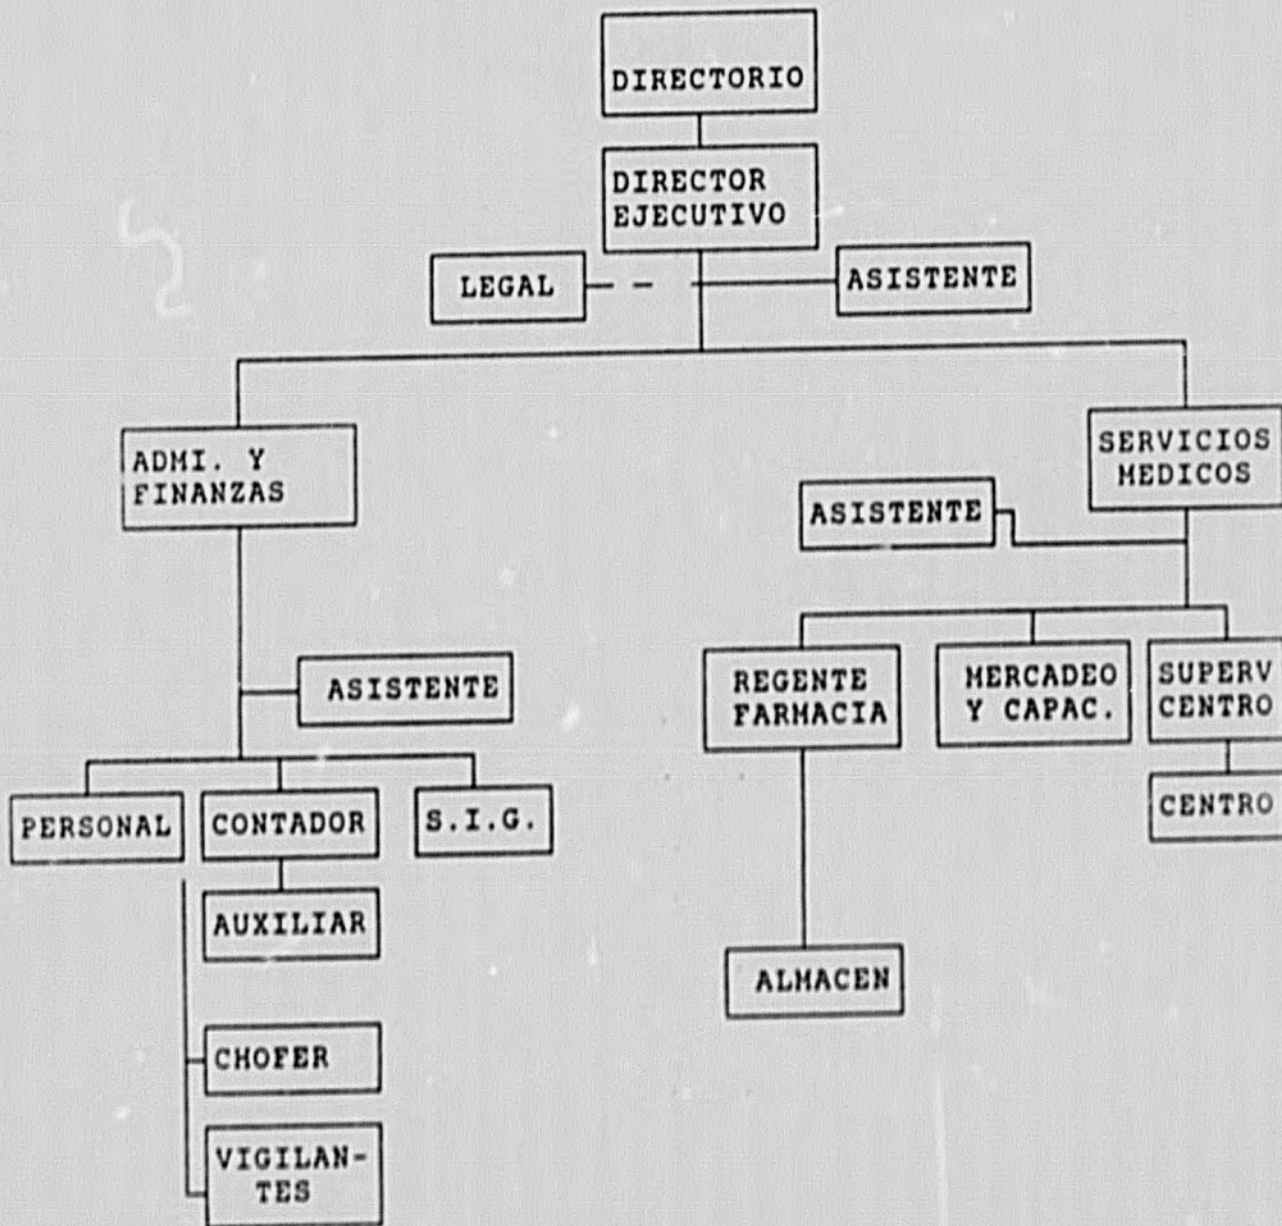 DIRECTORIO
DIRECTOR
EJECUTIVO
LEGAL
ASISTENTE
ADMI. Y
FINANZAS
SERVICIOS
MEDICOS
ASISTENTE
ASISTENTE
REGENTE
FARMACIA
MERCADEO
Y CAPAC.
SUPERV
CENTRO
PERSONAL
CONTADOR
S.I.G.
CENTRO
AUXILIAR
ALMACEN
CHOFER
VIGILAN-
TES